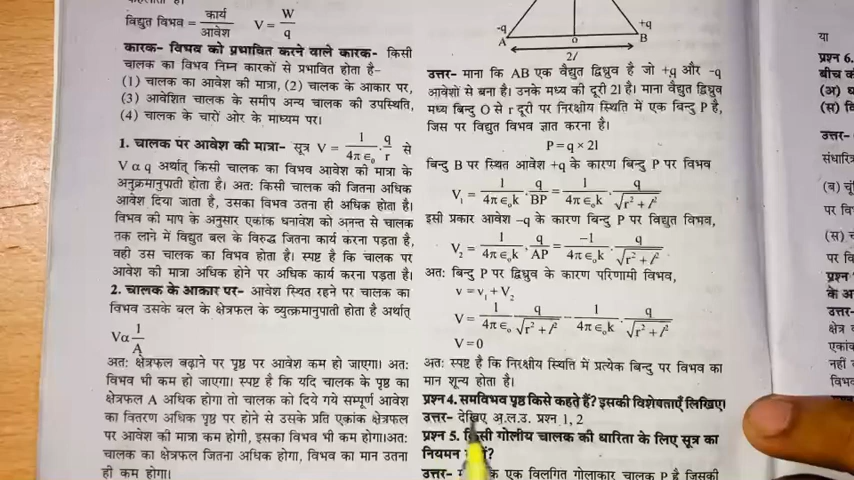 विद्युत विभव = कार्य/आवेश V = W/q
कारक- विभव को प्रभावित करने वाले कारक- किसी
चालक का विभव निम्न कारकों से प्रभावित होता है-
(1) चालक का आवेश की मात्रा, (2) चालक के आकार पर,
(3) आवेशित चालक के समीप अन्य चालक की उपस्थिति,
(4) चालक के चारों ओर के माध्यम पर।
1. चालक पर आवेश की मात्रा- सूत्र V = 1/4π∈₀ . q/r से
V α q अर्थात् किसी चालक का विभव आवेश की मात्रा के
अनुक्रमानुपाती होता है। अतः किसी चालक को जितना अधिक
आवेश दिया जाता है, उसका विभव उतना ही अधिक होता है।
विभव की माप के अनुसार एकांक धनावेश को अनन्त से चालक
तक लाने में विद्युत बल के विरुद्ध जितना कार्य करना पड़ता है,
वही उस चालक का विभव होता है। स्पष्ट है कि चालक पर
आवेश की मात्रा अधिक होने पर अधिक कार्य करना पड़ता है।
2. चालक के आकार पर- आवेश स्थित रहने पर चालक का
विभव उसके बल के क्षेत्रफल के व्युत्क्रमानुपाती होता है अर्थात्
Vα 1/A
अतः क्षेत्रफल बढ़ाने पर पृष्ठ पर आवेश कम हो जाएगा। अतः
विभव भी कम हो जाएगा। स्पष्ट है कि यदि चालक के पृष्ठ का
क्षेत्रफल A अधिक होगा तो चालक को दिये गये सम्पूर्ण आवेश
का वितरण अधिक पृष्ठ पर होने से उसके प्रति एकांक क्षेत्रफल
पर आवेश की मात्रा कम होगी, इसका विभव भी कम होगा।अतः
चालक का क्षेत्रफल जितना अधिक होगा, विभव का मान उतना
ही कम होगा।
-q +q
A o B
2l
उत्तर- माना कि AB एक वैद्युत द्विध्रुव है जो +q और -q
आवेशों से बना है। उनके मध्य की दूरी 2l है। माना वैद्युत द्विध्रुव
मध्य बिन्दु O से r दूरी पर निरक्षीय स्थिति में एक बिन्दु P है,
जिस पर विद्युत विभव ज्ञात करना है।
P = q × 2l
बिन्दु B पर स्थित आवेश +q के कारण बिन्दु P पर विभव
V₁ = 1/4π∈₀k . q/BP = 1/4π∈₀k . q/√r² + l²
इसी प्रकार आवेश -q के कारण बिन्दु P पर विद्युत विभव,
V₂ = 1/4π∈₀k . q/AP = -1/4π∈₀k . q/√r² + l²
अतः बिन्दु P पर द्विध्रुव के कारण परिणामी विभव,
v = v₁ + V₂
V = 1/4π∈₀ q/√r² + l² - 1/4π∈₀k . q/√r² + l²
V = 0
अतः स्पष्ट है कि निरक्षीय स्थिति में प्रत्येक बिन्दु पर विभव का
मान शून्य होता है।
प्रश्न 4. समविभव पृष्ठ किसे कहते हैं? इसकी विशेषताएँ लिखिए।
उत्तर- देखिए अ.ल.उ. प्रश्न 1, 2
प्रश्न 5. किसी गोलीय चालक की धारिता के लिए सूत्र का
नियमन
उत्तर- एक विलगित गोलाकार चालक P है जिसकी
या
प्रश्न 6.
बीच क
(अ) ध
(स) वि
उत्तर-
संधारित्र
(ब) चूं
पर वि
(स)
एकांक
प्रश्न
के अ
उत्तर-
क्षेत्र
एकांक
नहीं